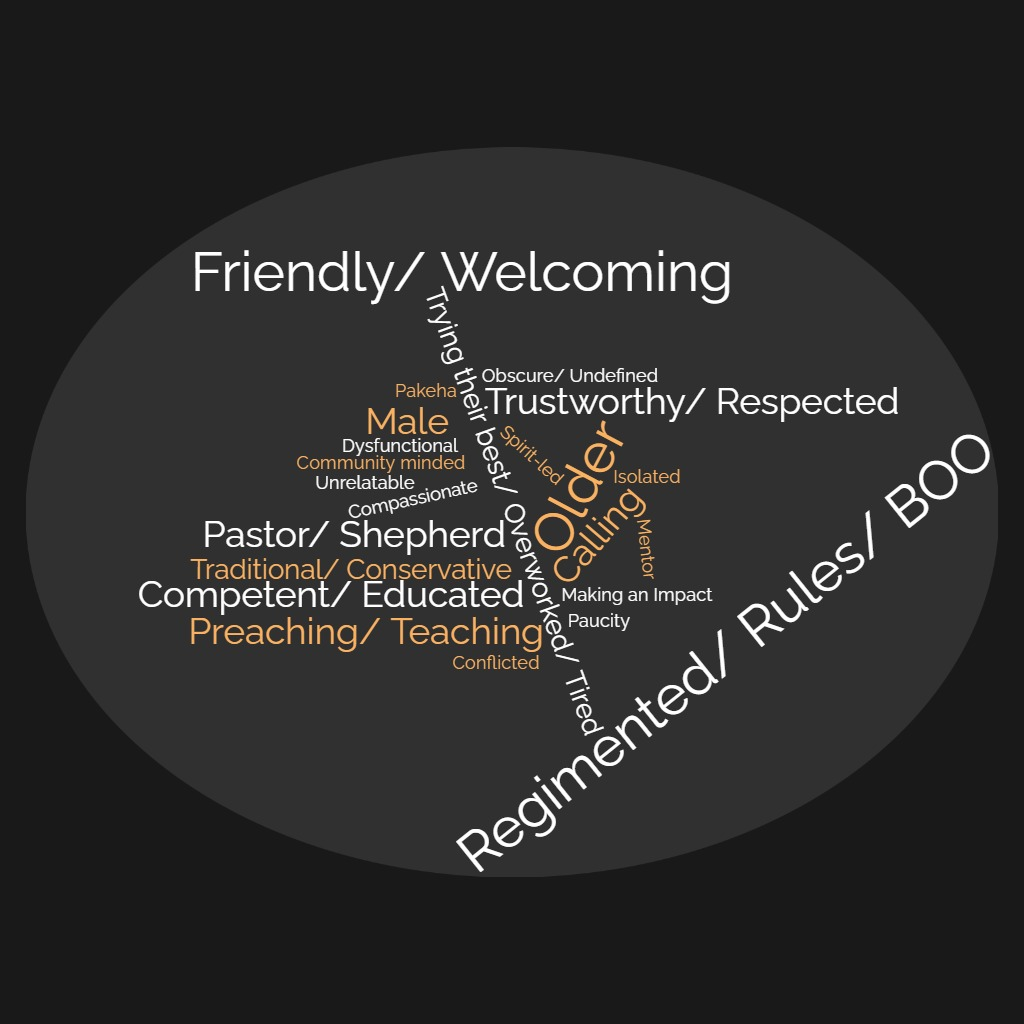 Friendly/ Welcoming
Trying their best/ Overworked/ Tired
Obscure/ Undefined
Pakeha
Trustworthy/ Respected
Male
Spirit-led
Older
Dysfunctional
Community minded
Isolated
Unrelatable
Compassionate
Calling
Mentor
Pastor/ Shepherd
Traditional/ Conservative
Competent/ Educated
Making an Impact
Paucity
Preaching/ Teaching
Conflicted
Regimented/ Rules/ BOO